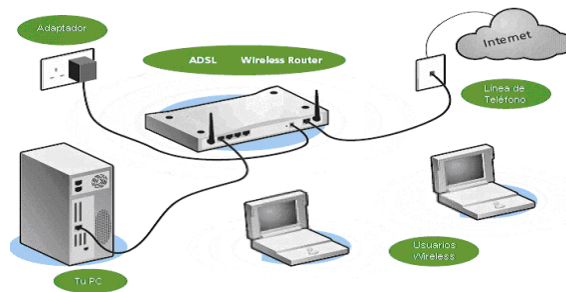 Adaptador
Internet
ADSL Wireless Router
Línea de
Teléfono
Usuarios
Wireless
Tu PC